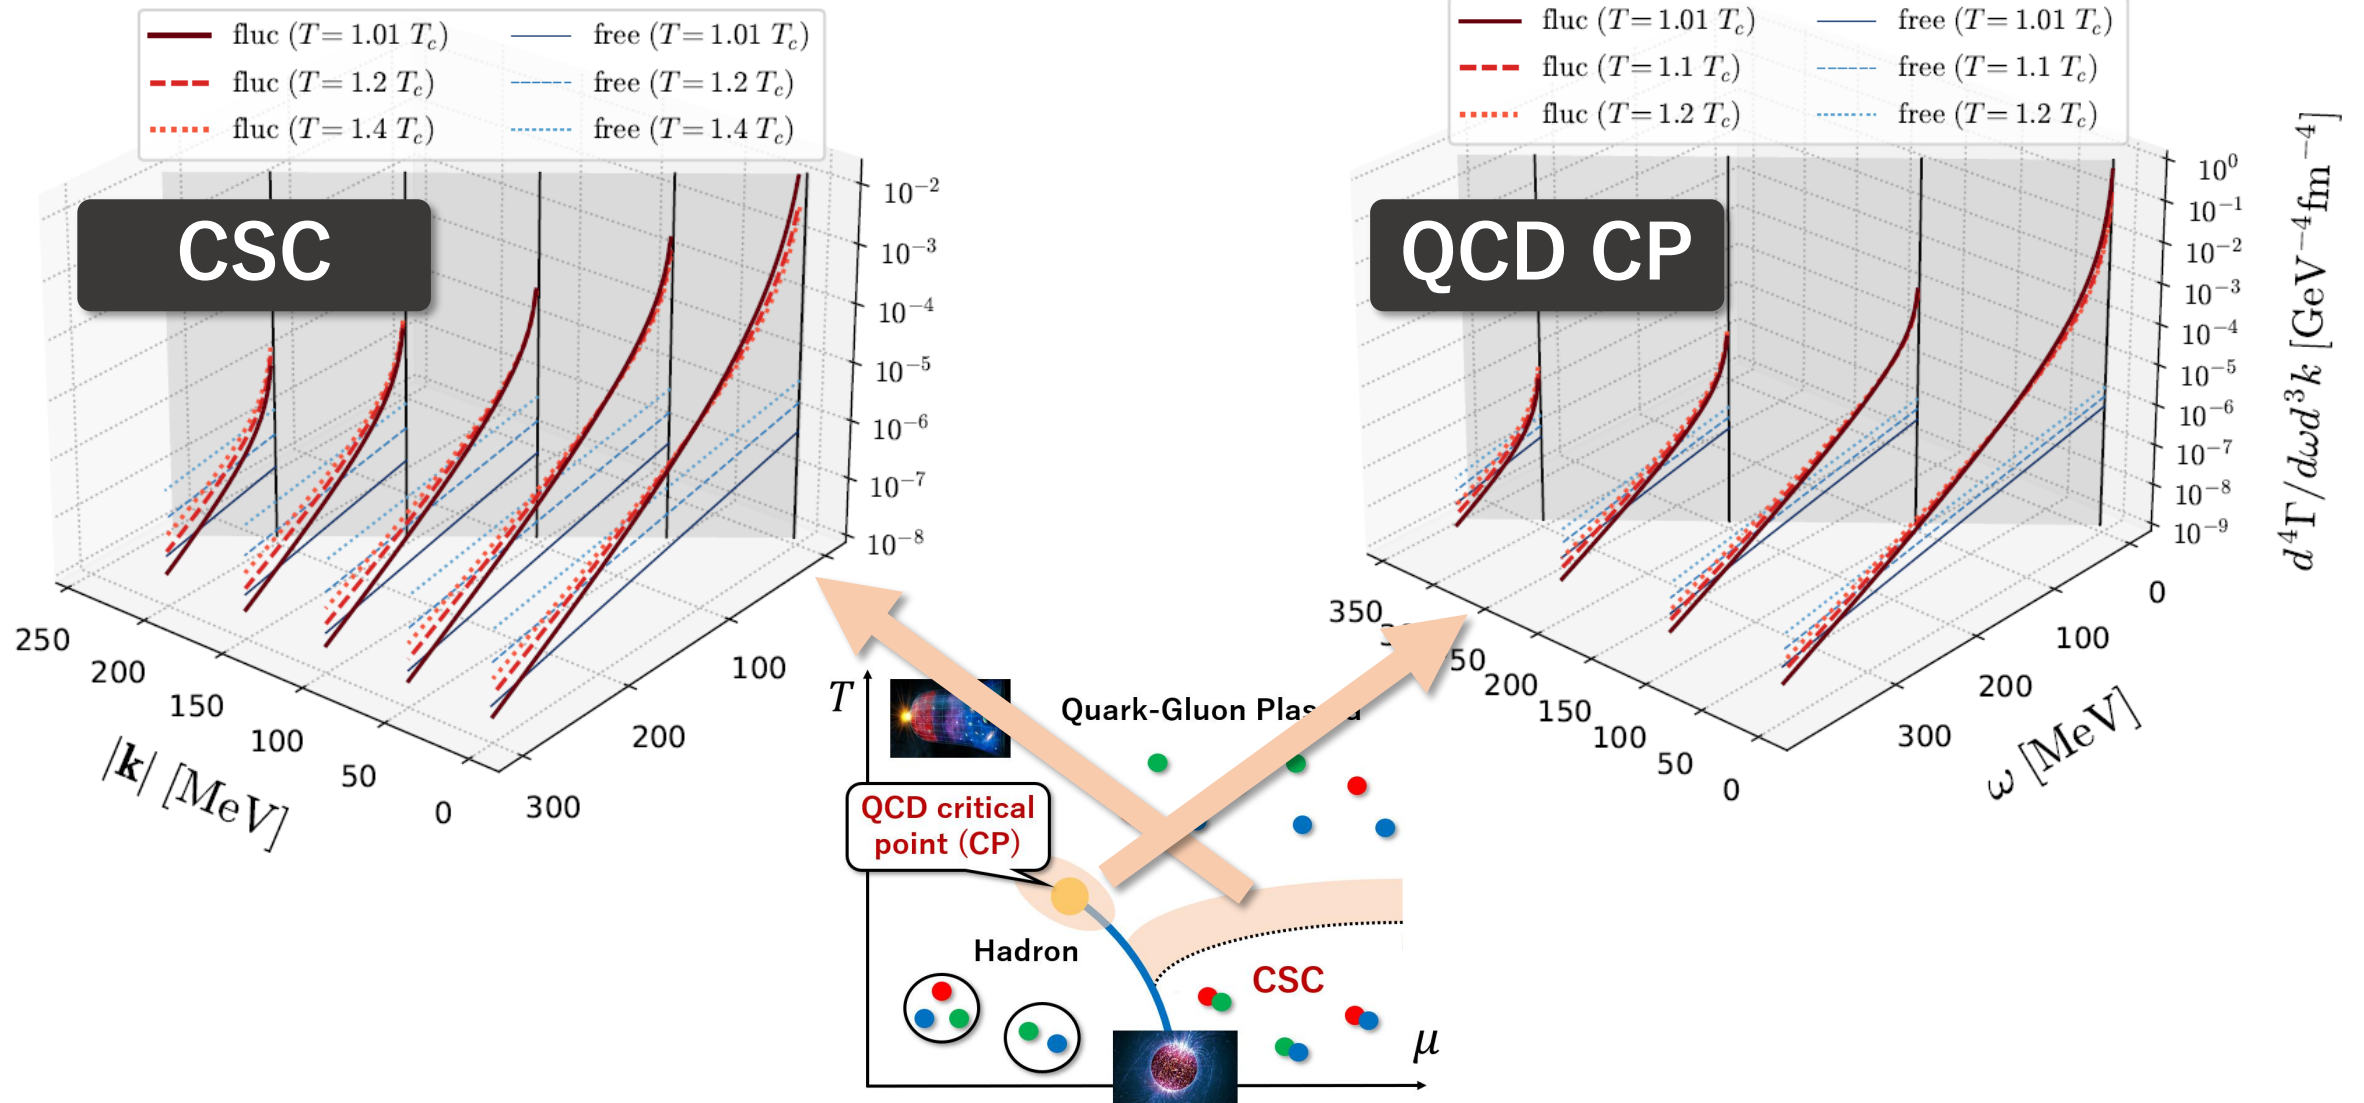 fluc (T = 1.01 T_c) free (T = 1.01 T_c)
fluc (T = 1.2 T_c) free (T = 1.2 T_c)
fluc (T = 1.4 T_c) free (T = 1.4 T_c)
CSC
10^{-2}
10^{-3}
10^{-4}
10^{-5}
10^{-6}
10^{-7}
10^{-8}
250
200
150
100
50
0
|k| [MeV]
100
200
300
fluc (T = 1.01 T_c) free (T = 1.01 T_c)
fluc (T = 1.1 T_c) free (T = 1.1 T_c)
fluc (T = 1.2 T_c) free (T = 1.2 T_c)
QCD CP
10^0
10^{-1}
10^{-2}
10^{-3}
10^{-4}
10^{-5}
10^{-6}
10^{-7}
10^{-8}
10^{-9}
d^4Γ/dωd^3k [GeV^{-4}fm^{-4}]
350
50
200
150
100
50
0
0
100
200
300
ω [MeV]
T
Quark-Gluon
QCD critical
point (CP)
Hadron
CSC
μ